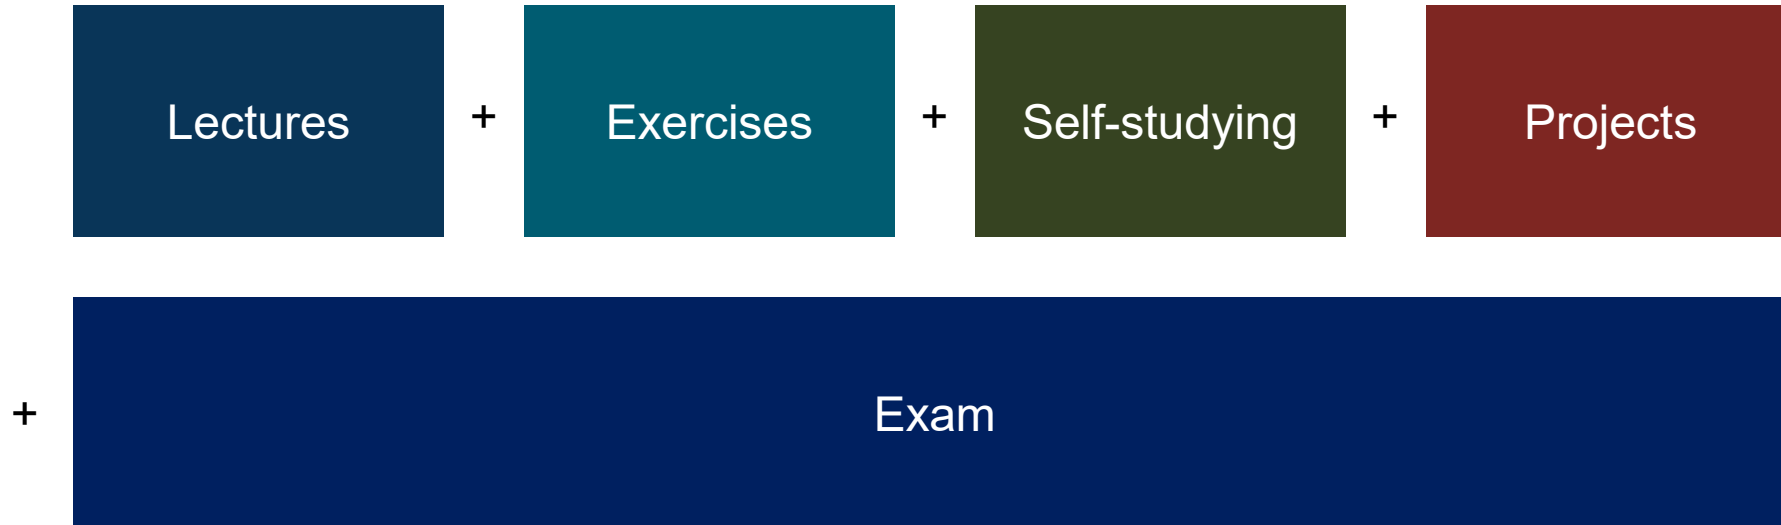 Lectures + Exercises + Self-studying + Projects
+ Exam